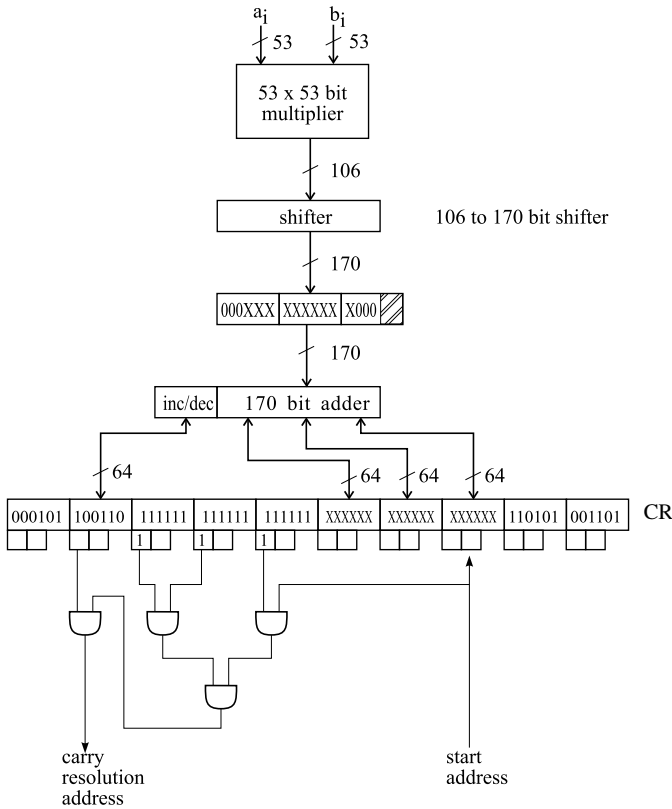 a_i b_i
53 53
53 x 53 bit
multiplier
106
shifter 106 to 170 bit shifter
170
000XXX XXXXXX X000
170
inc/dec 170 bit adder
64 64 64 64
000101 100110 111111 111111 111111 XXXXXX XXXXXX XXXXXX 110101 001101 CR
1 1 1
carry
resolution
address
start
address